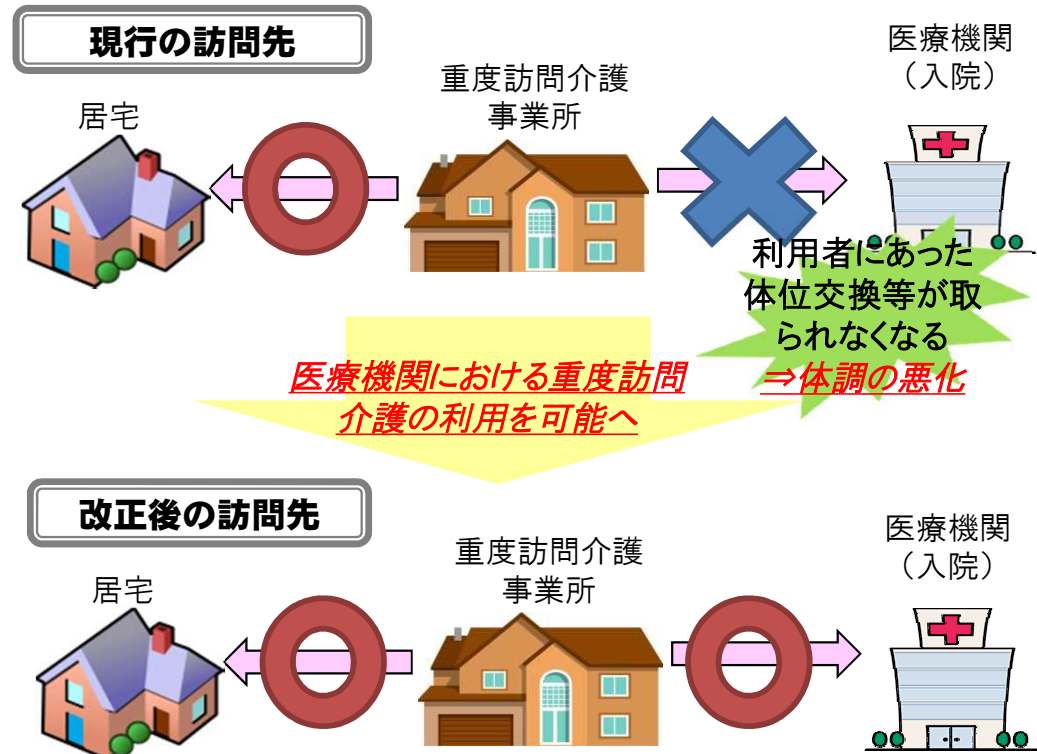 現行の訪問先
医療機関
（入院）
重度訪問介護
事業所
居宅
利用者にあった
体位交換等が取
られなくなる
⇒体調の悪化
医療機関における重度訪問
介護の利用を可能へ
改正後の訪問先
医療機関
（入院）
重度訪問介護
事業所
居宅